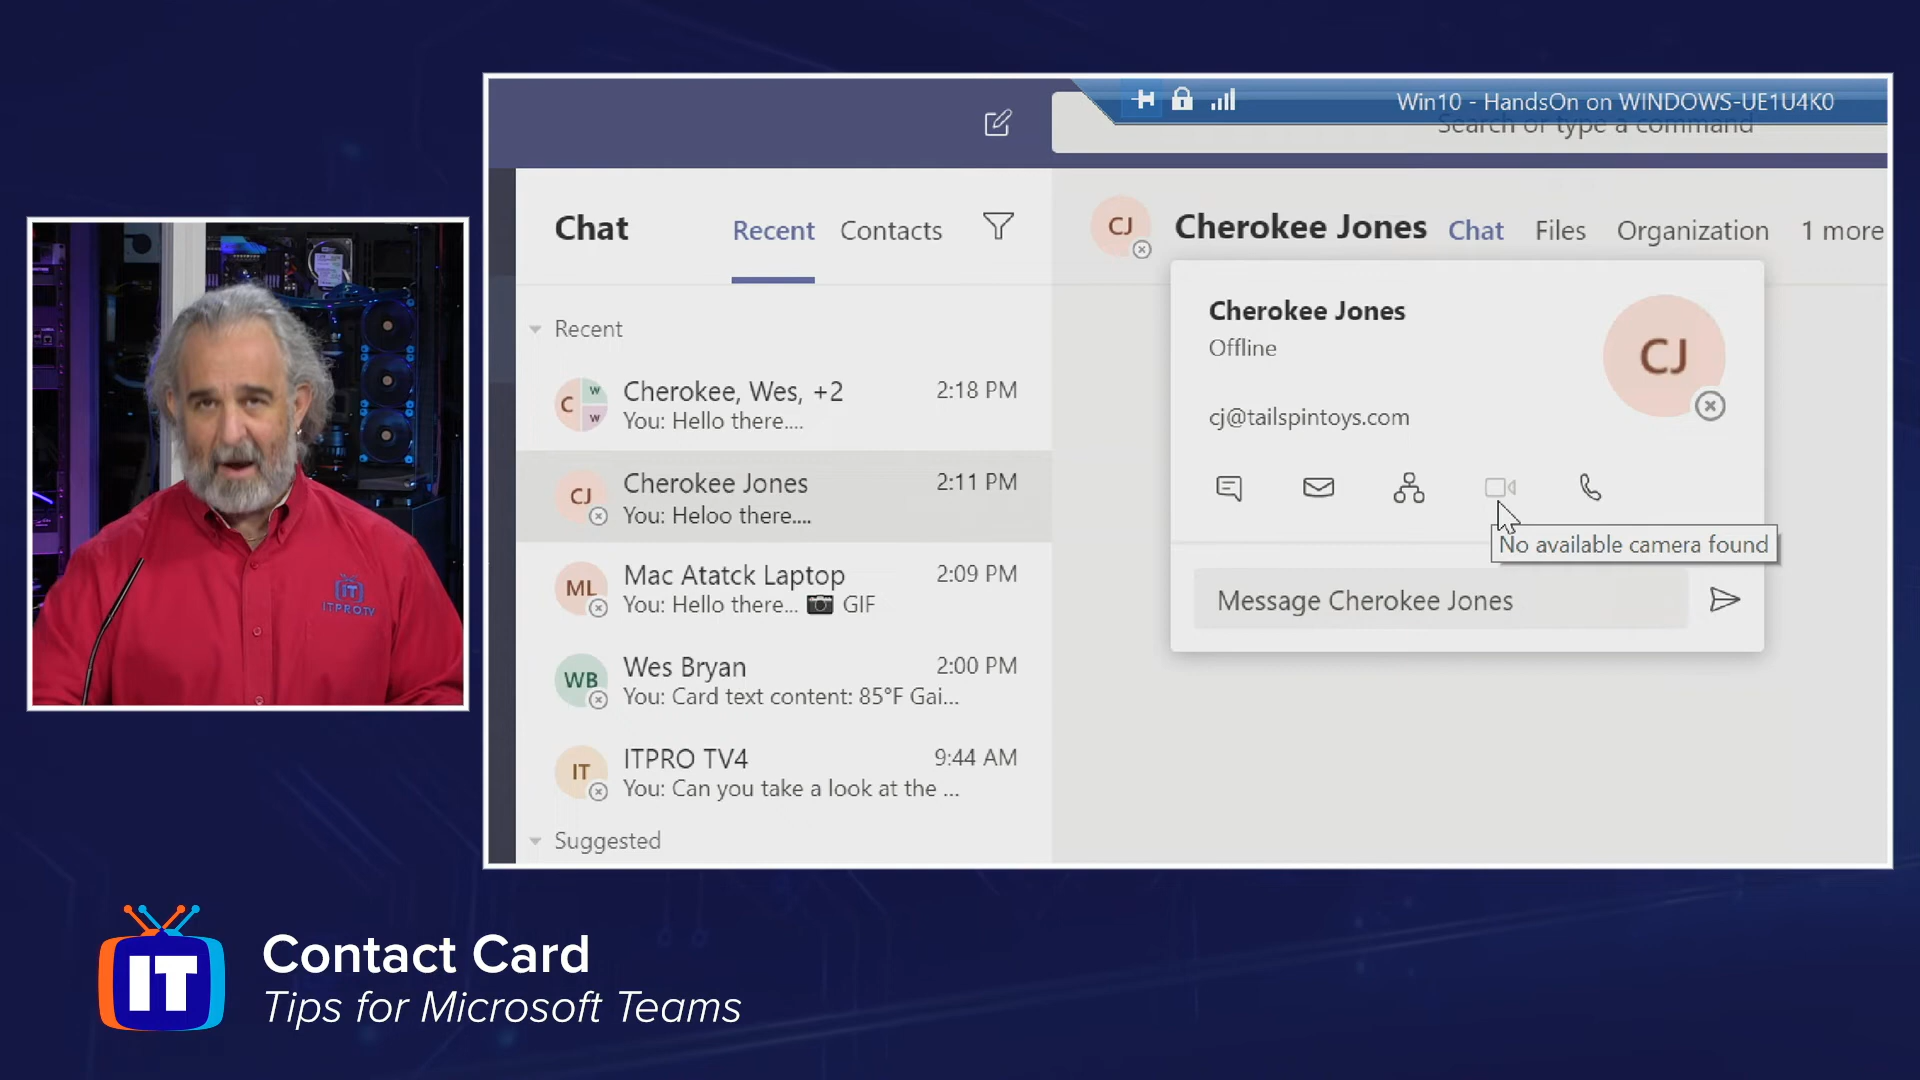 Win10 - HandsOn on WINDOWS-UE1U4K0
Search or type a command
Chat
Recent
Contacts
CJ
Cherokee Jones
Chat
Files
Organization
1 more
Recent
C
W
W
Cherokee, Wes, +2
2:18 PM
You: Hello there....
CJ
Cherokee Jones
2:11 PM
You: Heloo there....
ML
Mac Atatck Laptop
2:09 PM
You: Hello there... 📷 GIF
WB
Wes Bryan
2:00 PM
You: Card text content: 85°F Gai...
IT
ITPRO TV4
9:44 AM
You: Can you take a look at the ...
Suggested
Cherokee Jones
Offline
CJ
cj@tailspintoys.com
No available camera found
Message Cherokee Jones
IT
ITPROTV
IT
Contact Card
Tips for Microsoft Teams